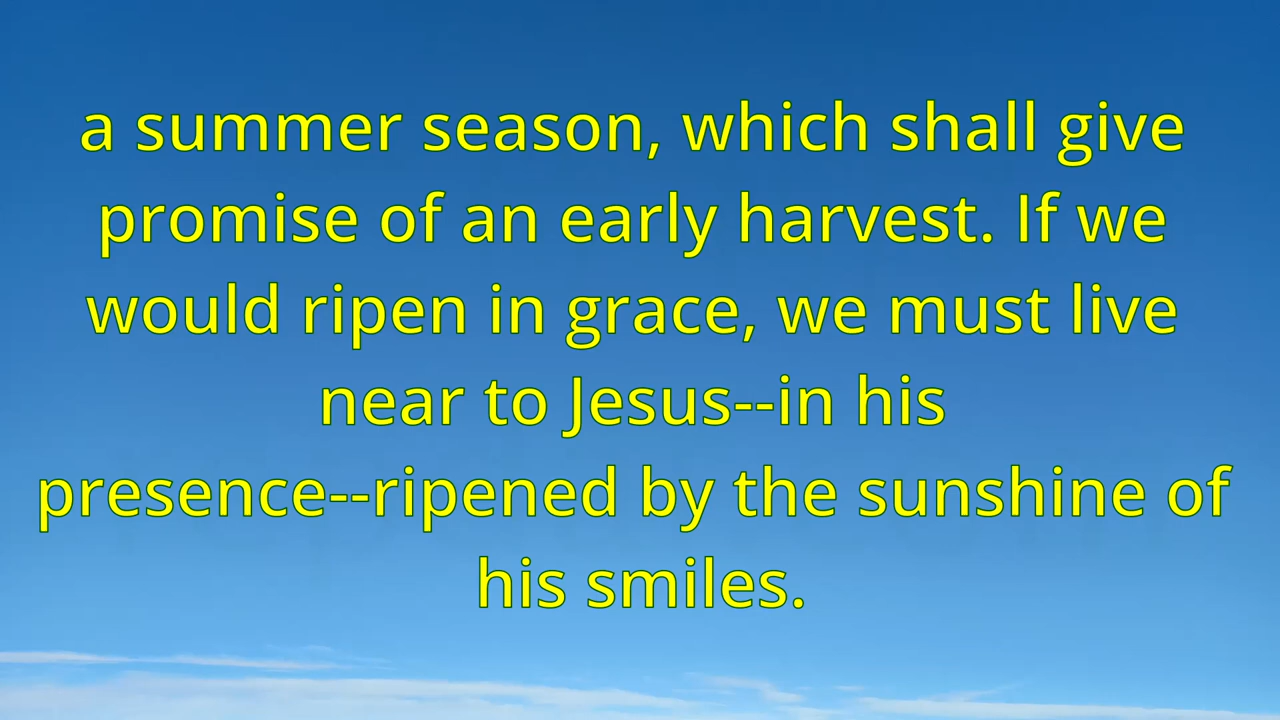 a summer season, which shall give
promise of an early harvest. If we
would ripen in grace, we must live
near to Jesus--in his
presence--ripened by the sunshine of
his smiles.